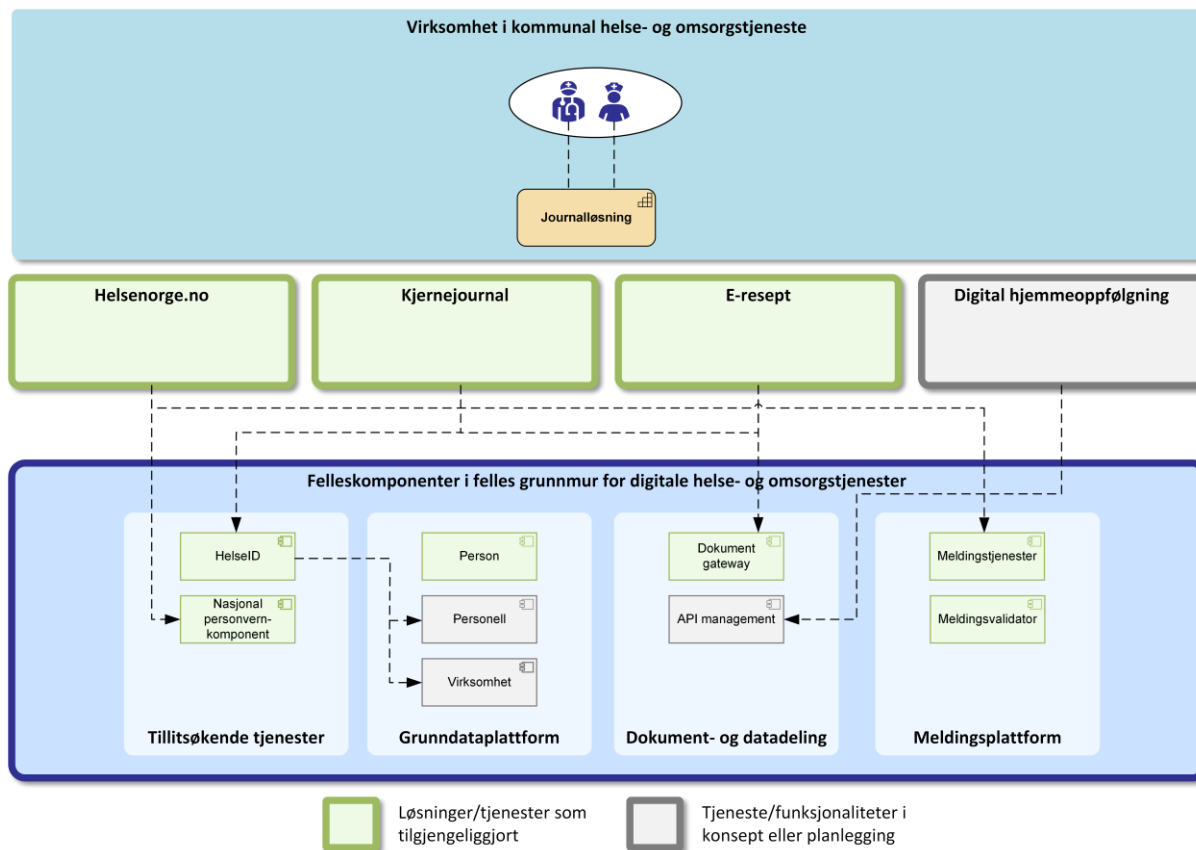 Virksomhet i kommunal helse- og omsorgstjeneste
Journalløsning
Helsenorge.no
Kjernejournal
E-resept
Digital hjemmeoppfølgning
Felleskomponenter i felles grunnmur for digitale helse- og omsorgstjenester
HelseID
Nasjonal
personvern-
komponent
Tillitsøkende tjenester
Person
Personell
Virksomhet
Grunndataplattform
Dokument
gateway
API management
Dokument- og datadeling
Meldingstjenester
Meldingsvalidator
Meldingsplattform
Løsninger/tjenester som
tilgjengeliggjort
Tjeneste/funksjonaliteter i
konsept eller planlegging